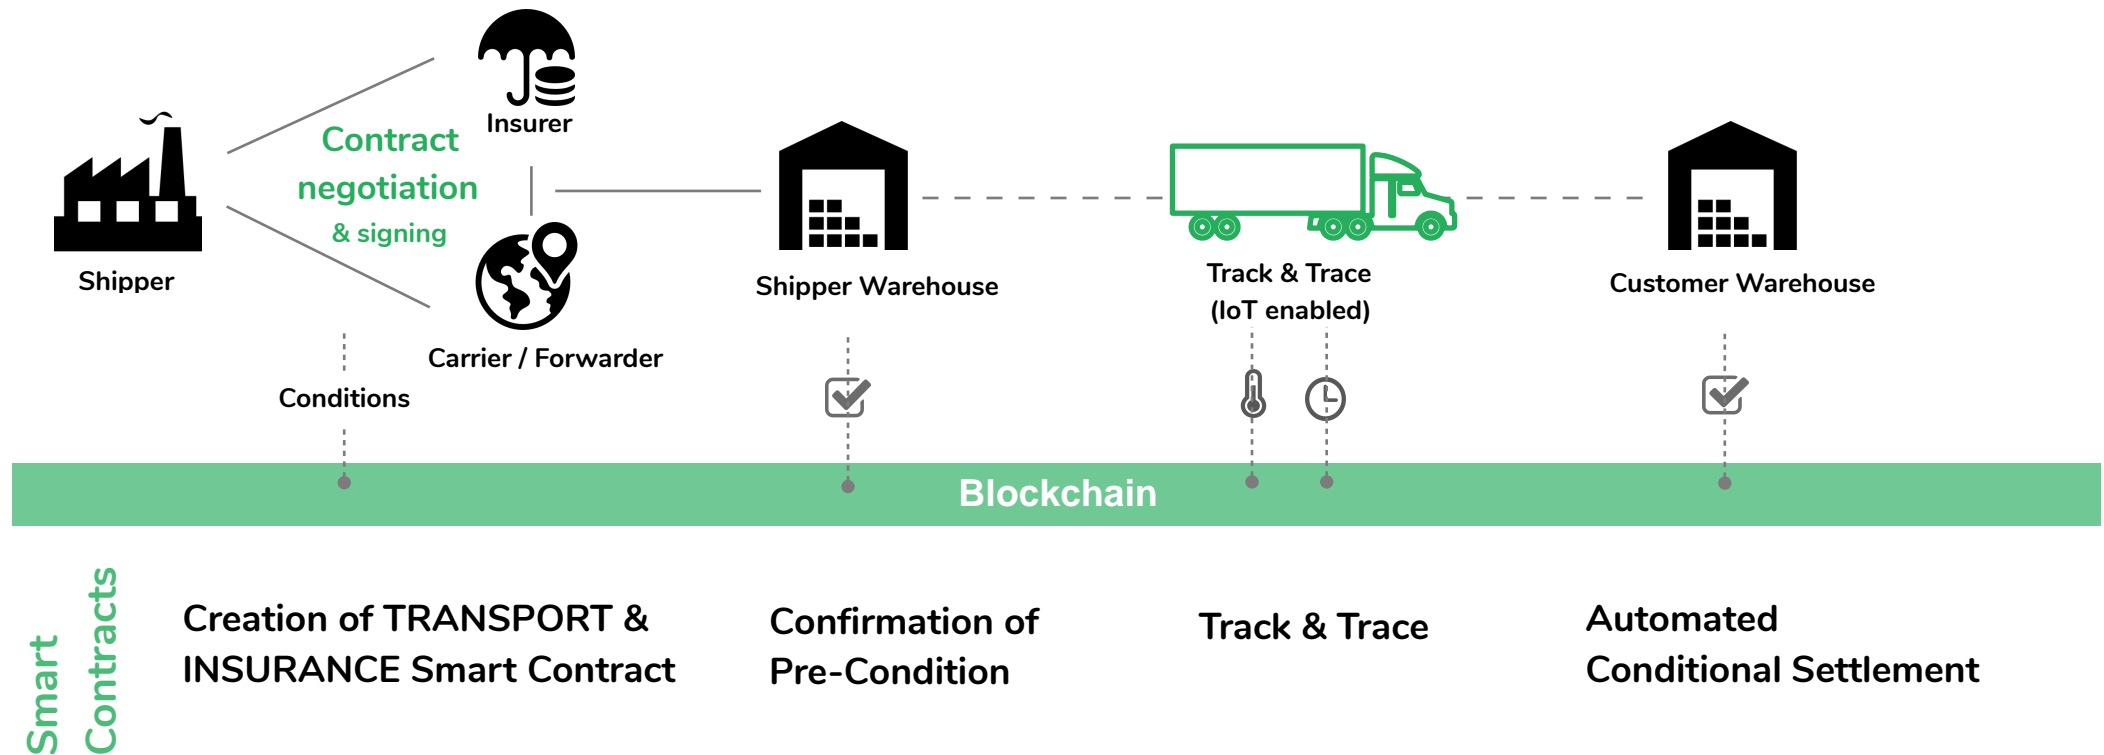 Insurer
Contract
negotiation
& signing
Shipper
Carrier / Forwarder
Conditions
Shipper Warehouse
Track & Trace
(IoT enabled)
Customer Warehouse
Blockchain
Smart
Contracts
Creation of TRANSPORT &
INSURANCE Smart Contract
Confirmation of
Pre-Condition
Track & Trace
Automated
Conditional Settlement